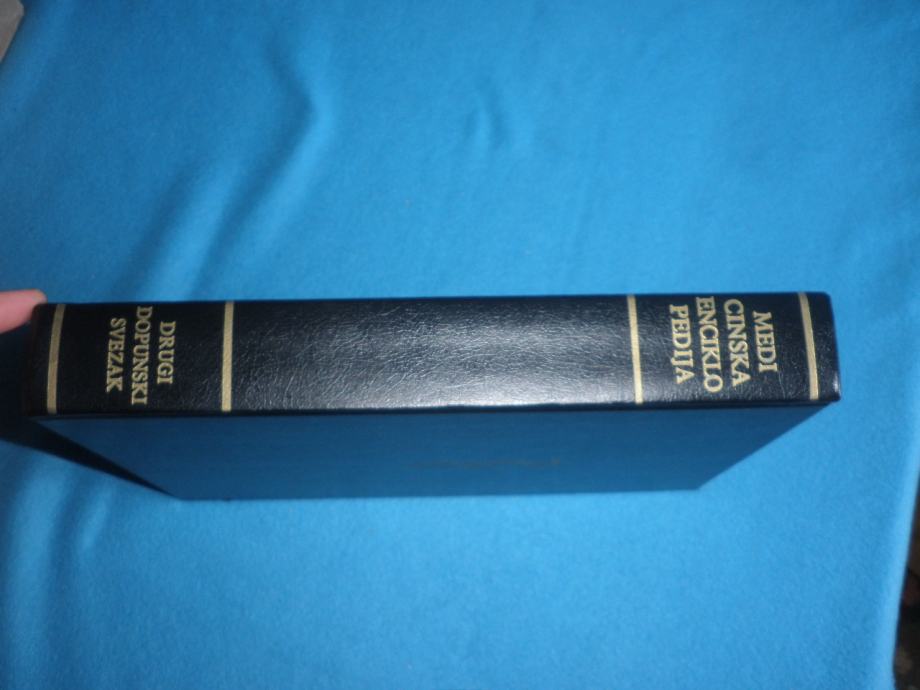 MEDI
CINSKA
ENCIKLO
PEDIJA
DRUGI
DOPUNSKI
SVEZAK